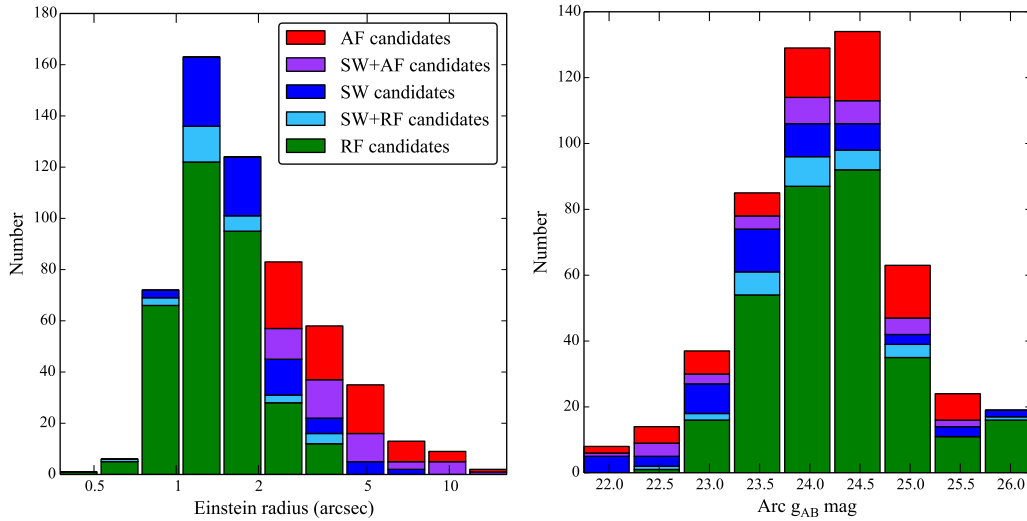 180
160
140
120
100
80
60
40
20
0
Number
AF candidates
SW+AF candidates
SW candidates
SW+RF candidates
RF candidates
0.5 1 2 5 10
Einstein radius (arcsec)
140
120
100
80
60
40
20
0
Number
22.0 22.5 23.0 23.5 24.0 24.5 25.0 25.5 26.0
Arc g_AB mag